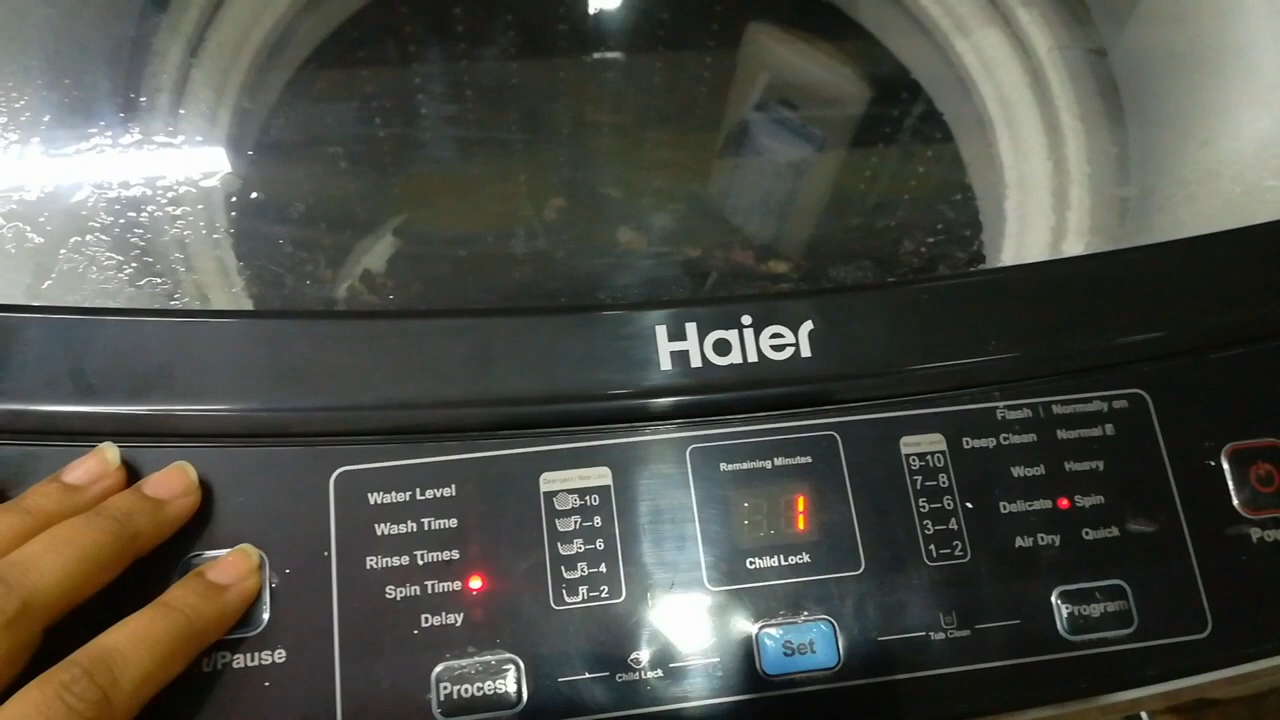 Haier
Flash | Normally on
Water Level
Wash Time
Rinse Times
Spin Time
Delay
9-10
7-8
5-6
3-4
1-2
Remaining Minutes
1
Child Lock
9-10
7-8
5-6
3-4
1-2
Deep Clean Normal
Wool Heavy
Delicate Spin
Air Dry Quick
/Pause
Process
Child Lock
Set
Tub Clean
Program